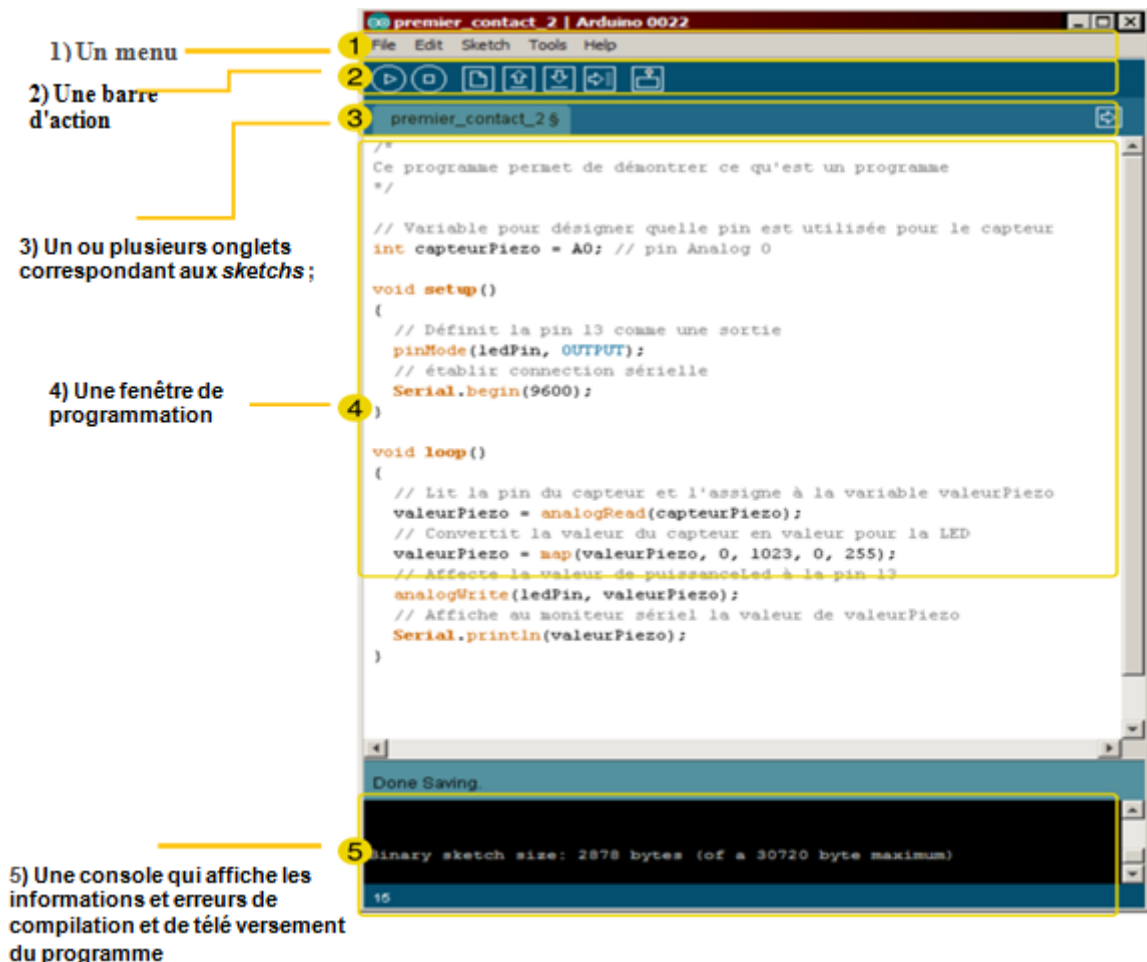 premier_contact_2 | Arduino 0022
1) Un menu
1
File Edit Sketch Tools Help
2) Une barre
d'action
2
3
premier_contact_2 §
3) Un ou plusieurs onglets
correspondant aux sketchs ;
4) Une fenêtre de
programmation
4
/*
Ce programme permet de démontrer ce qu'est un programme
*/
// Variable pour désigner quelle pin est utilisée pour le capteur
int capteurPiezo = A0; // pin Analog 0
void setup()
{
// Définit la pin 13 comme une sortie
pinMode(ledPin, OUTPUT);
// établir connection sérielle
Serial.begin(9600);
}
void loop()
{
// Lit la pin du capteur et l'assigne à la variable valeurPiezo
valeurPiezo = analogRead(capteurPiezo);
// Convertit la valeur du capteur en valeur pour la LED
valeurPiezo = map(valeurPiezo, 0, 1023, 0, 255);
// Affecte la valeur de puissanceLed à la pin 13
analogWrite(ledPin, valeurPiezo);
// Affiche au moniteur sériel la valeur de valeurPiezo
Serial.println(valeurPiezo);
}
Done Saving.
5
Binary sketch size: 2878 bytes (of a 30720 byte maximum)
15
5) Une console qui affiche les
informations et erreurs de
compilation et de télé versement
du programme